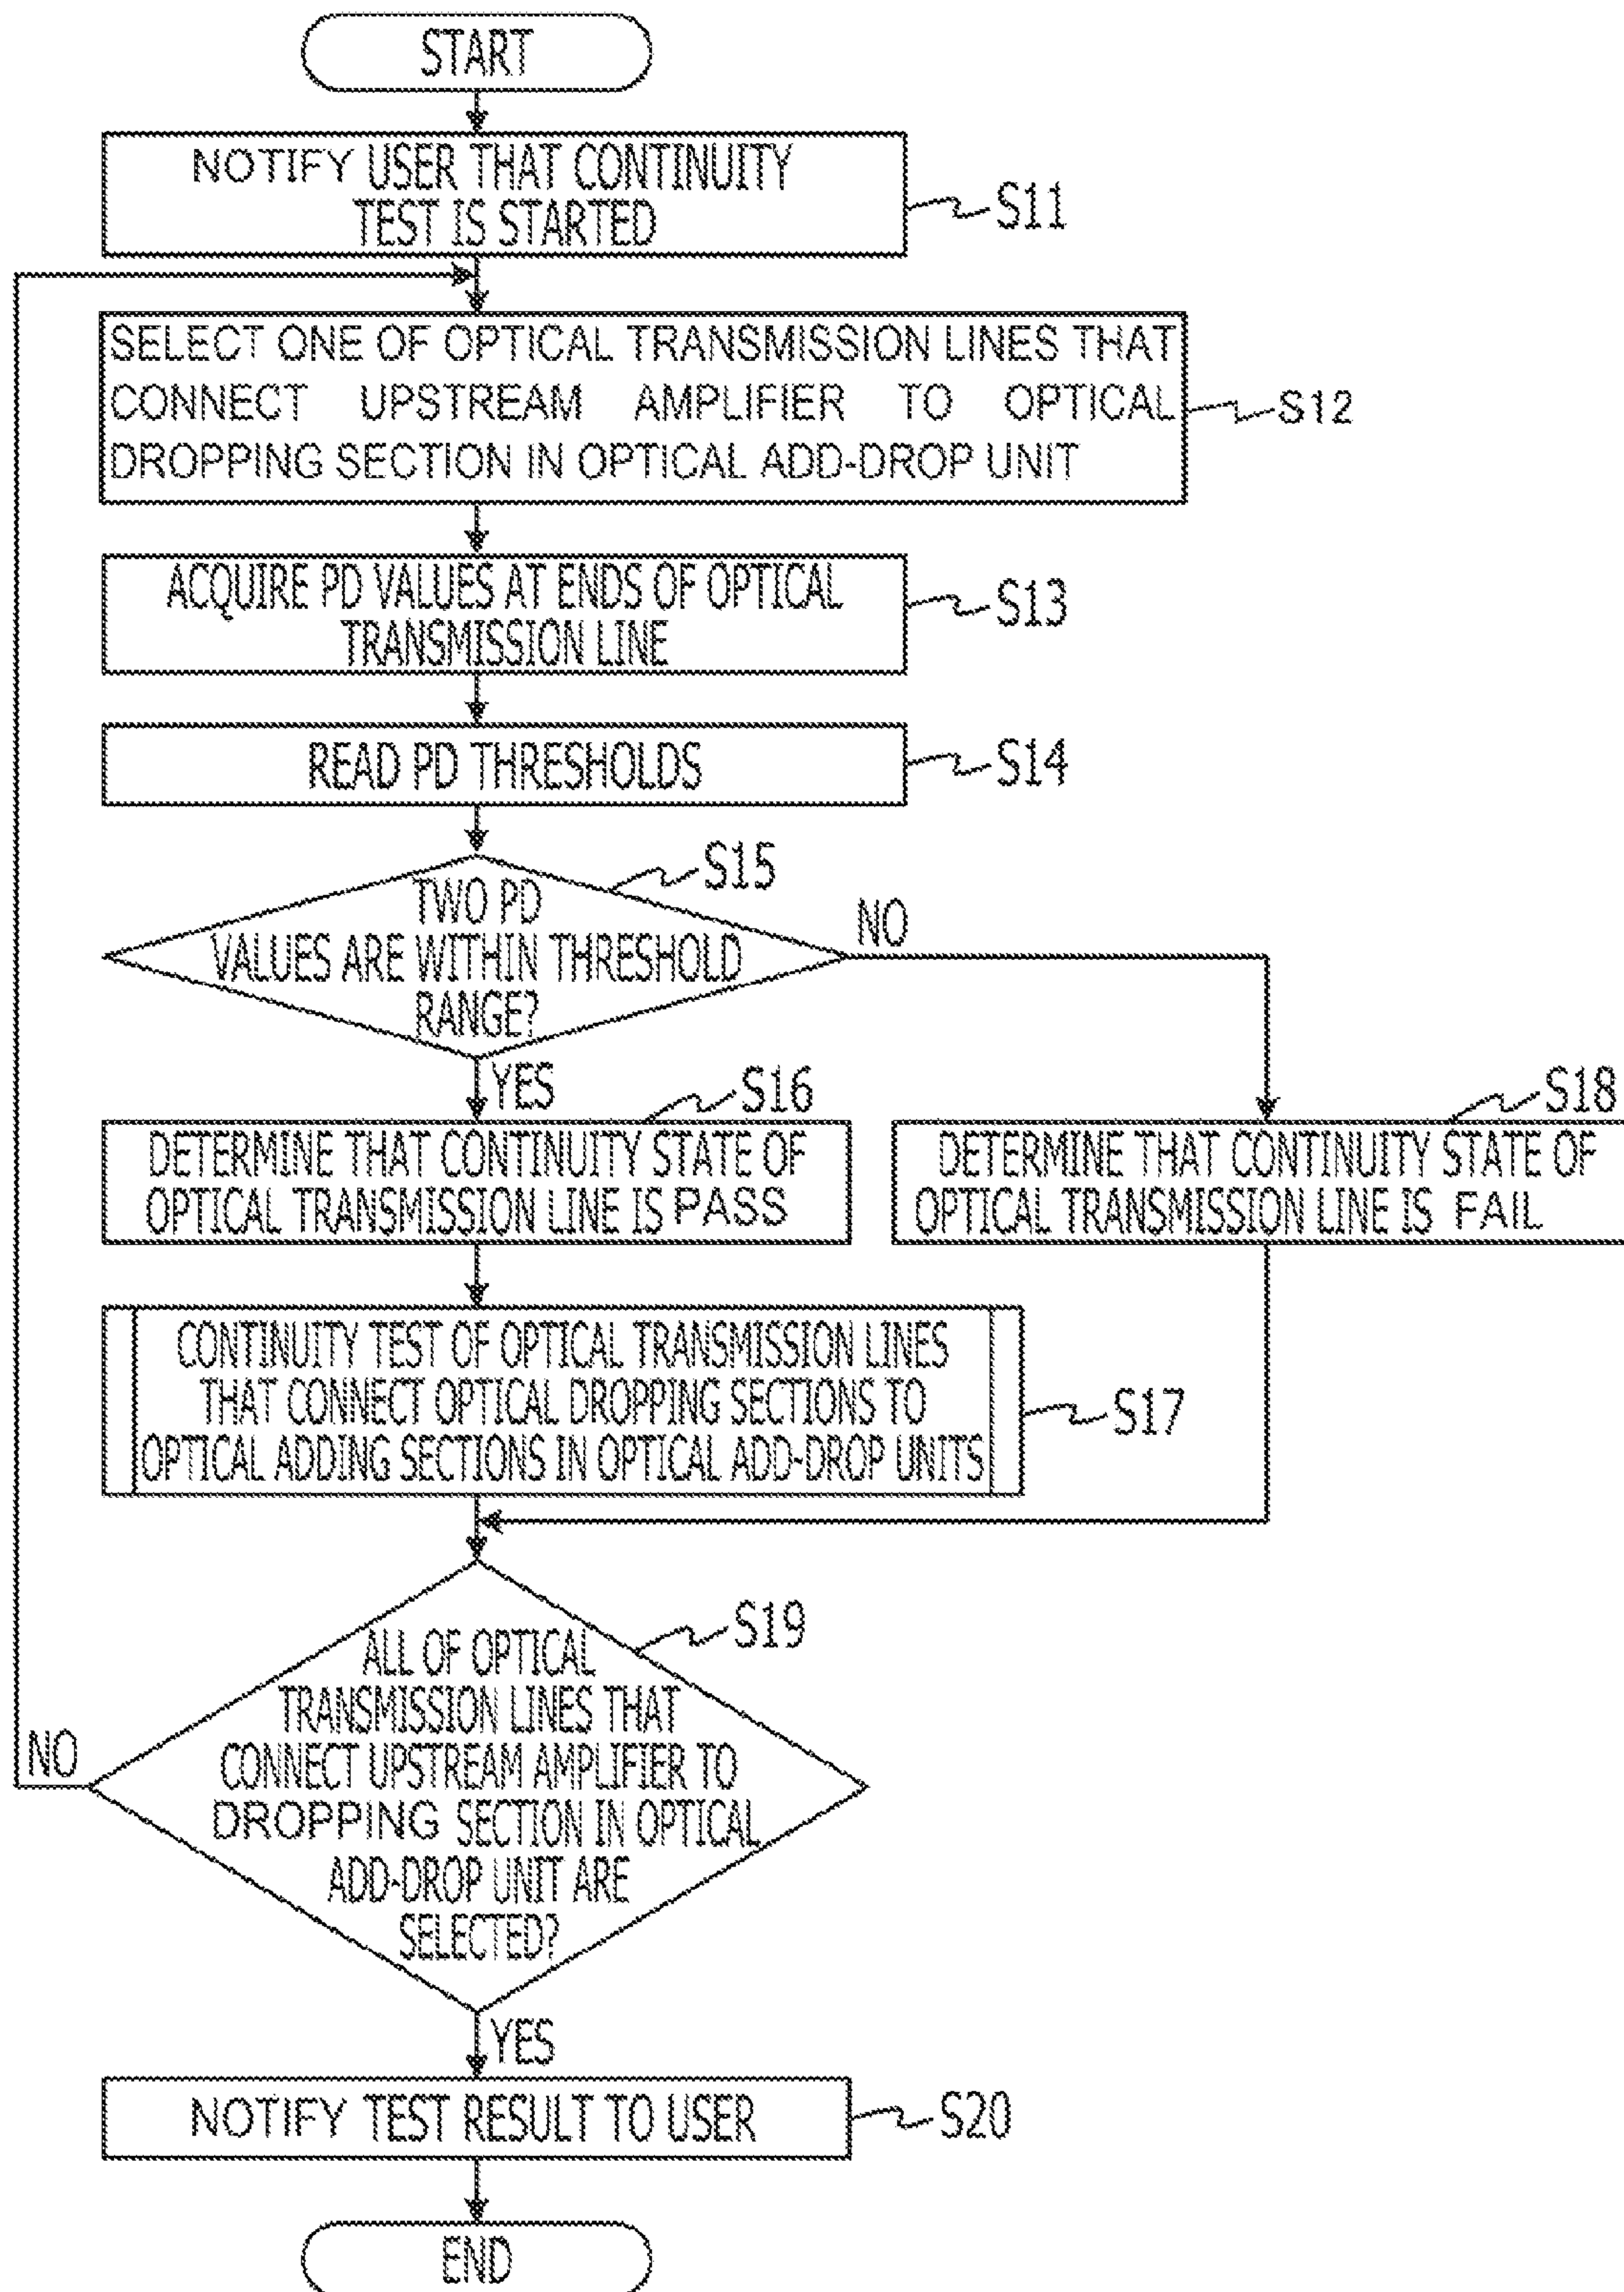 START
NOTIFY USER THAT CONTINUITY
TEST IS STARTED
S11
SELECT ONE OF OPTICAL TRANSMISSION LINES THAT
CONNECT UPSTREAM AMPLIFIER TO OPTICAL
DROPPING SECTION IN OPTICAL ADD-DROP UNIT
S12
ACQUIRE PD VALUES AT ENDS OF OPTICAL
TRANSMISSION LINE
S13
READ PD THRESHOLDS
S14
S15
TWO PD
VALUES ARE WITHIN THRESHOLD
RANGE?
NO
YES
S16
DETERMINE THAT CONTINUITY STATE OF
OPTICAL TRANSMISSION LINE IS PASS
S18
DETERMINE THAT CONTINUITY STATE OF
OPTICAL TRANSMISSION LINE IS FAIL
CONTINUITY TEST OF OPTICAL TRANSMISSION LINES
THAT CONNECT OPTICAL DROPPING SECTIONS TO
OPTICAL ADDING SECTIONS IN OPTICAL ADD-DROP UNITS
S17
S19
ALL OF OPTICAL
TRANSMISSION LINES THAT
CONNECT UPSTREAM AMPLIFIER TO
DROPPING SECTION IN OPTICAL
ADD-DROP UNIT ARE
SELECTED?
NO
YES
NOTIFY TEST RESULT TO USER
S20
END